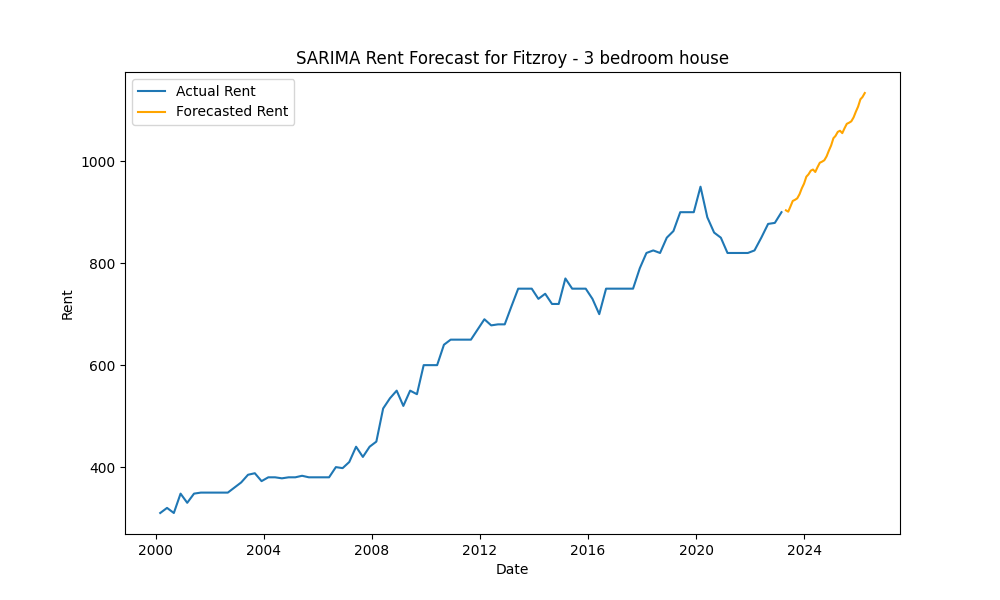 SARIMA Rent Forecast for Fitzroy - 3 bedroom house
Actual Rent
Forecasted Rent
1000
800
600
400
Rent
2000 2004 2008 2012 2016 2020 2024
Date